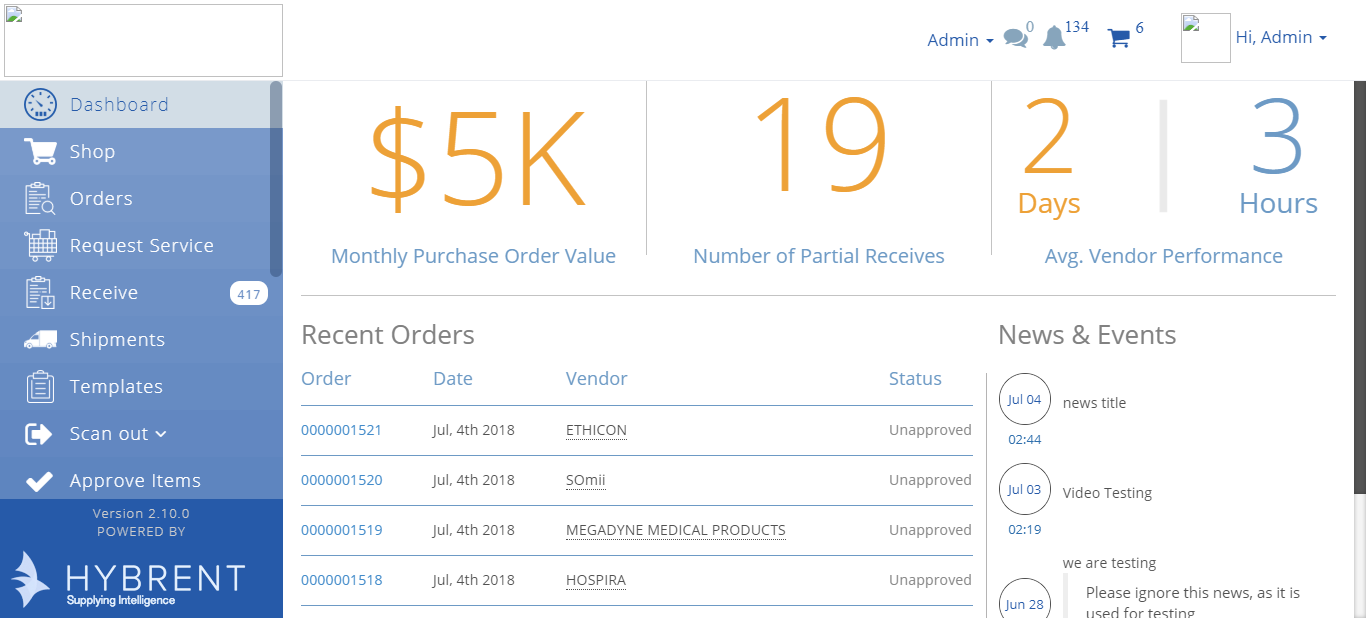 Admin 0 134 6 Hi, Admin
Dashboard
Shop
Orders
Request Service
Receive 417
Shipments
Templates
Scan out
Approve Items
Version 2.10.0
POWERED BY
HYBRENT
Supplying Intelligence
$5K
Monthly Purchase Order Value
19
Number of Partial Receives
2 3
Days Hours
Avg. Vendor Performance
Recent Orders
Order Date Vendor Status
0000001521 Jul, 4th 2018 ETHICON Unapproved
0000001520 Jul, 4th 2018 SOmii Unapproved
0000001519 Jul, 4th 2018 MEGADYNE MEDICAL PRODUCTS Unapproved
0000001518 Jul, 4th 2018 HOSPIRA Unapproved
News & Events
Jul 04 news title
02:44
Jul 03 Video Testing
02:19
we are testing
Jun 28 Please ignore this news, as it is
used for testing